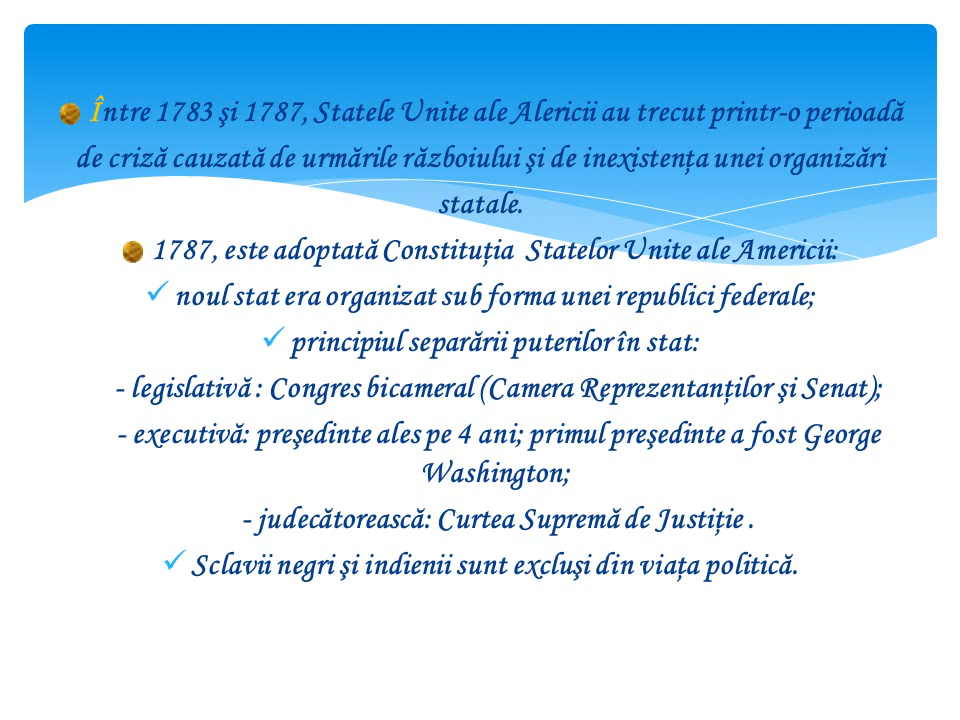 Între 1783 şi 1787, Statele Unite ale Alericii au trecut printr-o perioadă
de criză cauzată de urmările războiului şi de inexistența unei organizări
statale.
1787, este adoptată Constituția Statelor Unite ale Americii:
✓ noul stat era organizat sub forma unei republici federale;
✓ principiul separării puterilor în stat:
- legislativă : Congres bicameral (Camera Reprezentanților şi Senat);
- executivă: preşedinte ales pe 4 ani; primul preşedinte a fost George
Washington;
- judecătorească: Curtea Supremă de Justiție .
✓ Sclavii negri şi indienii sunt excluşi din viața politică.